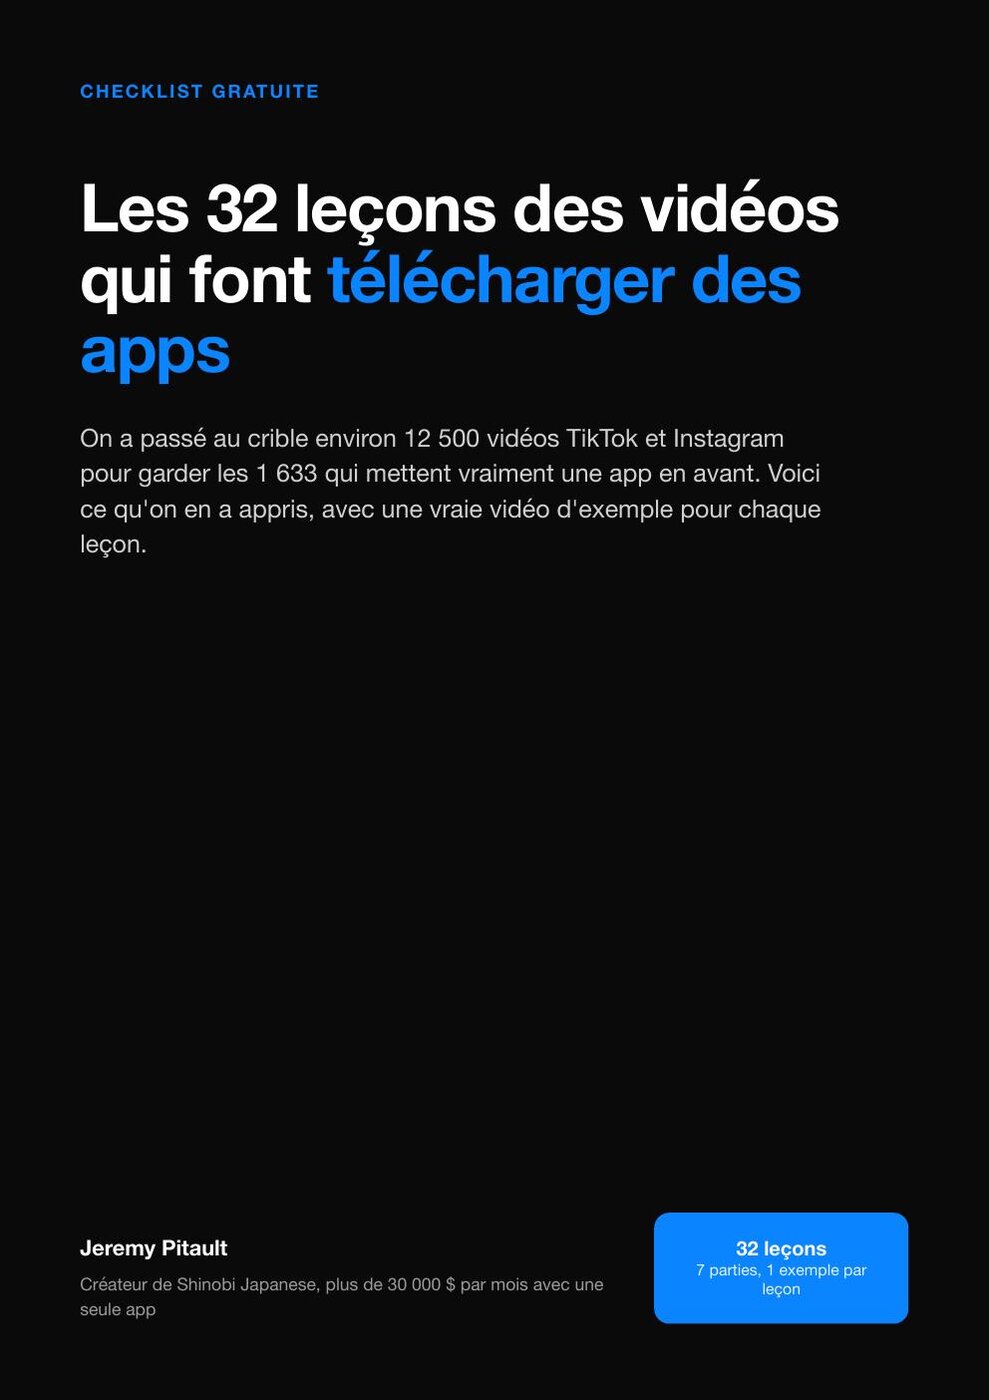 CHECKLIST GRATUITE
Les 32 leçons des vidéos
qui font télécharger des
apps
On a passé au crible environ 12 500 vidéos TikTok et Instagram
pour garder les 1 633 qui mettent vraiment une app en avant. Voici
ce qu'on en a appris, avec une vraie vidéo d'exemple pour chaque
leçon.
Jeremy Pitault
Créateur de Shinobi Japanese, plus de 30 000 $ par mois avec une
seule app
32 leçons
7 parties, 1 exemple par
leçon